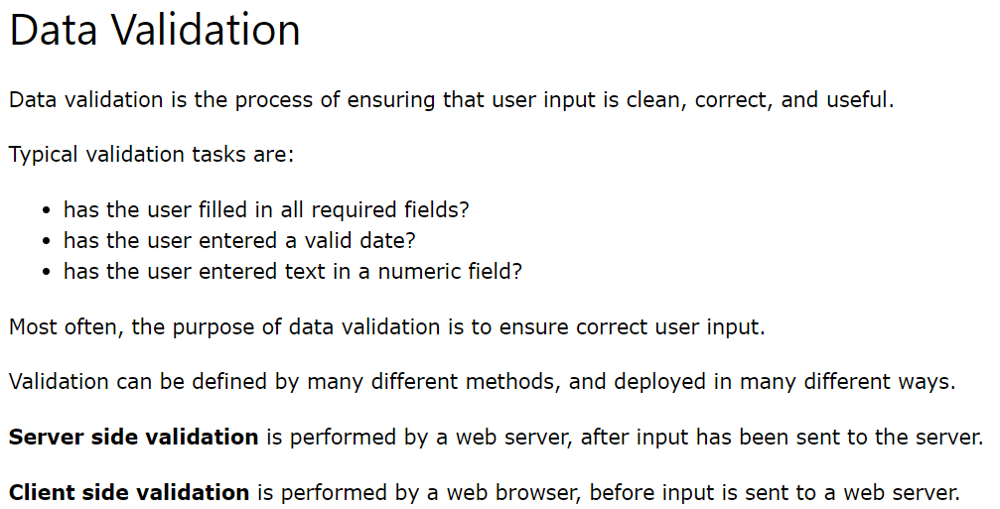 Data Validation
Data validation is the process of ensuring that user input is clean, correct, and useful.
Typical validation tasks are:
• has the user filled in all required fields?
• has the user entered a valid date?
• has the user entered text in a numeric field?
Most often, the purpose of data validation is to ensure correct user input.
Validation can be defined by many different methods, and deployed in many different ways.
Server side validation is performed by a web server, after input has been sent to the server.
Client side validation is performed by a web browser, before input is sent to a web server.